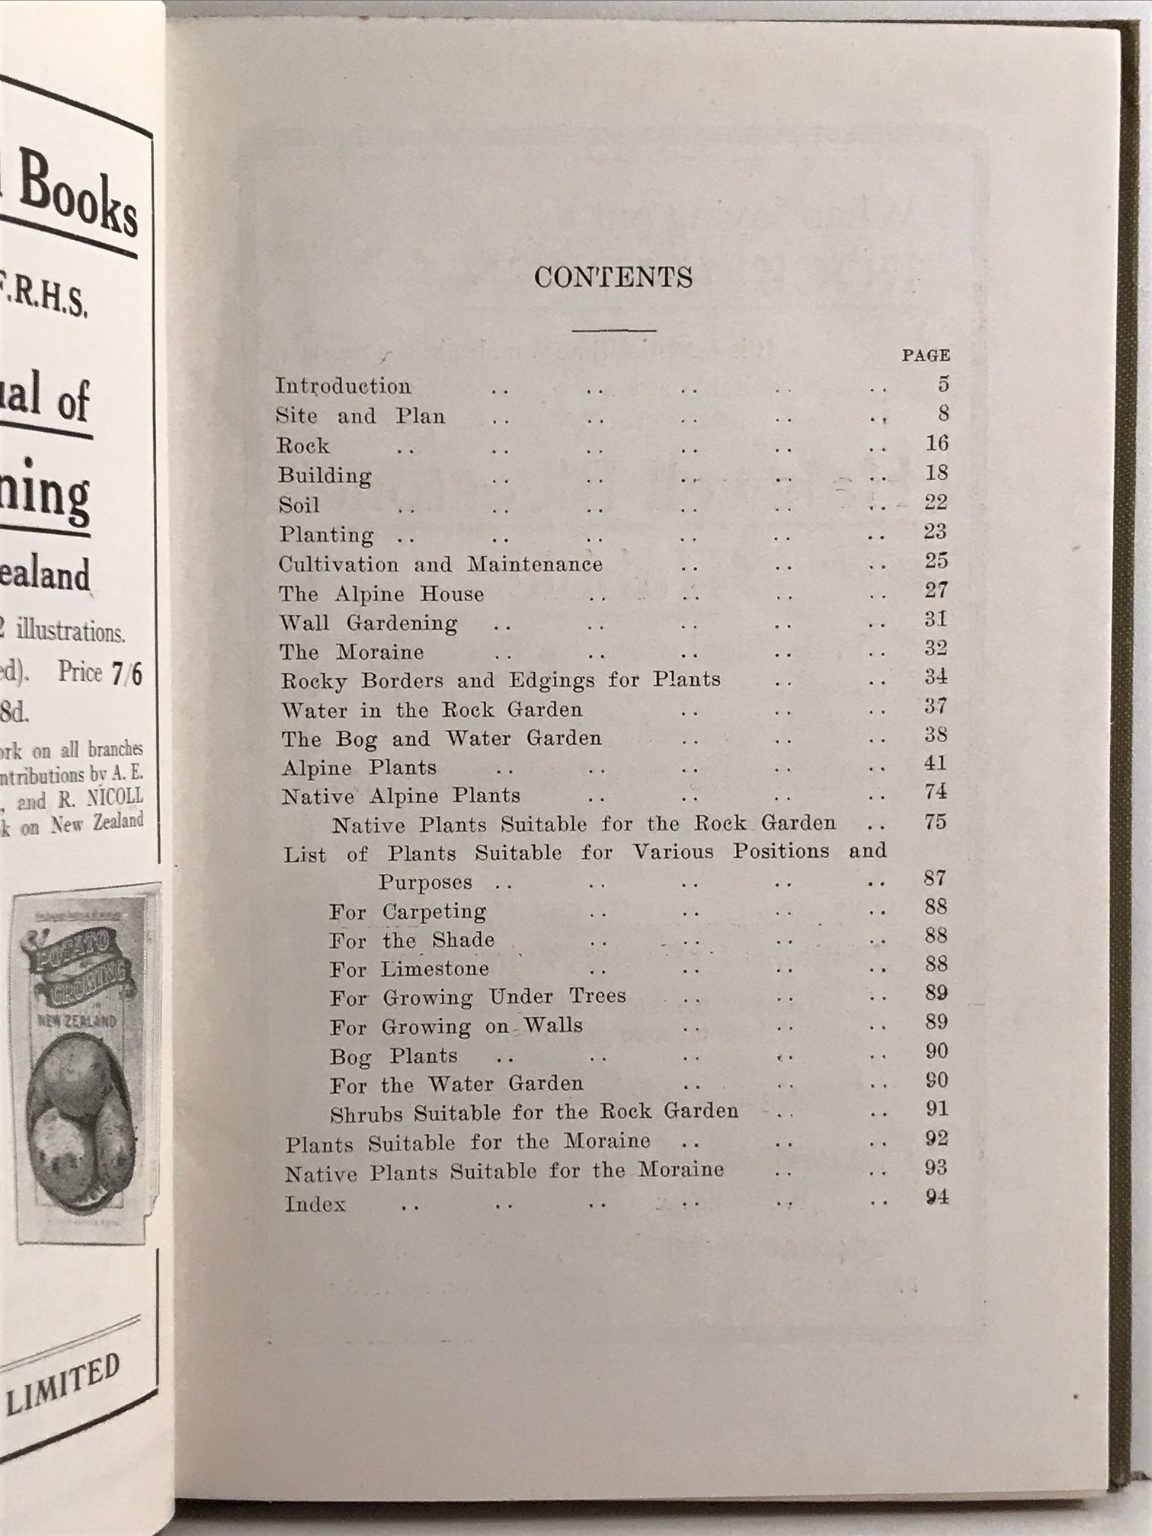 Books
F.R.H.S.
ual of
ning
ealand
2 illustrations.
ed). Price 7/6
8d.
ork on all branches
ntributions by A. E.
, and R. NICOLL
k on New Zealand
POTATO
GROWING
NEW ZEALAND
LIMITED
CONTENTS
PAGE
Introduction .. .. .. .. .. 5
Site and Plan .. .. .. .. .. 8
Rock .. .. .. .. .. .. 16
Building .. .. .. .. .. 18
Soil .. .. .. .. .. .. 22
Planting .. .. .. .. .. .. 23
Cultivation and Maintenance .. .. .. 25
The Alpine House .. .. .. .. 27
Wall Gardening .. .. .. .. .. 31
The Moraine .. .. .. .. .. 32
Rocky Borders and Edgings for Plants .. .. 34
Water in the Rock Garden .. .. .. 37
The Bog and Water Garden .. .. .. 38
Alpine Plants .. .. .. .. .. 41
Native Alpine Plants .. .. .. .. 74
Native Plants Suitable for the Rock Garden .. 75
List of Plants Suitable for Various Positions and
Purposes .. .. .. .. .. 87
For Carpeting .. .. .. .. 88
For the Shade .. .. .. .. 88
For Limestone .. .. .. .. 88
For Growing Under Trees .. .. .. 89
For Growing on Walls .. .. .. 89
Bog Plants .. .. .. .. .. 90
For the Water Garden .. .. .. 90
Shrubs Suitable for the Rock Garden .. .. 91
Plants Suitable for the Moraine .. .. .. 92
Native Plants Suitable for the Moraine .. .. 93
Index .. .. .. .. .. .. 94